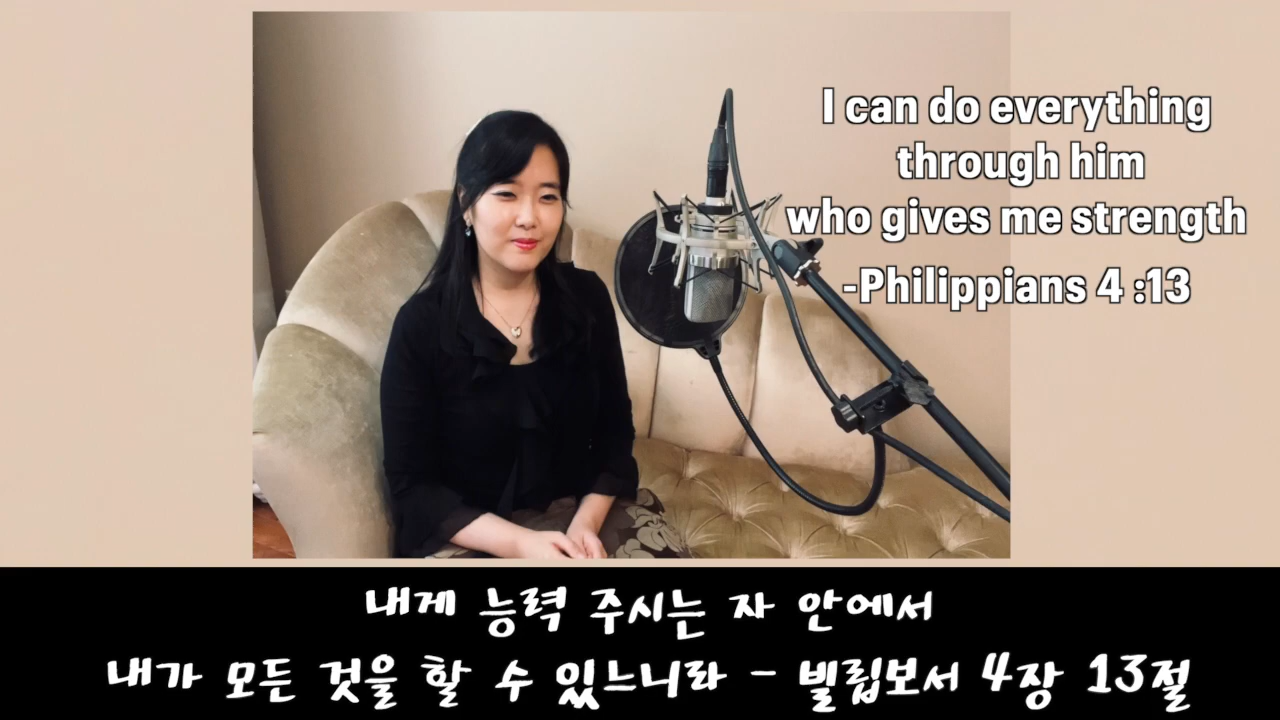 I can do everything
through him
who gives me strength
-Philippians 4 :13
내게 능력 주시는 자 안에서
내가 모든 것을 할 수 있느니라 - 빌립보서 4장 13절